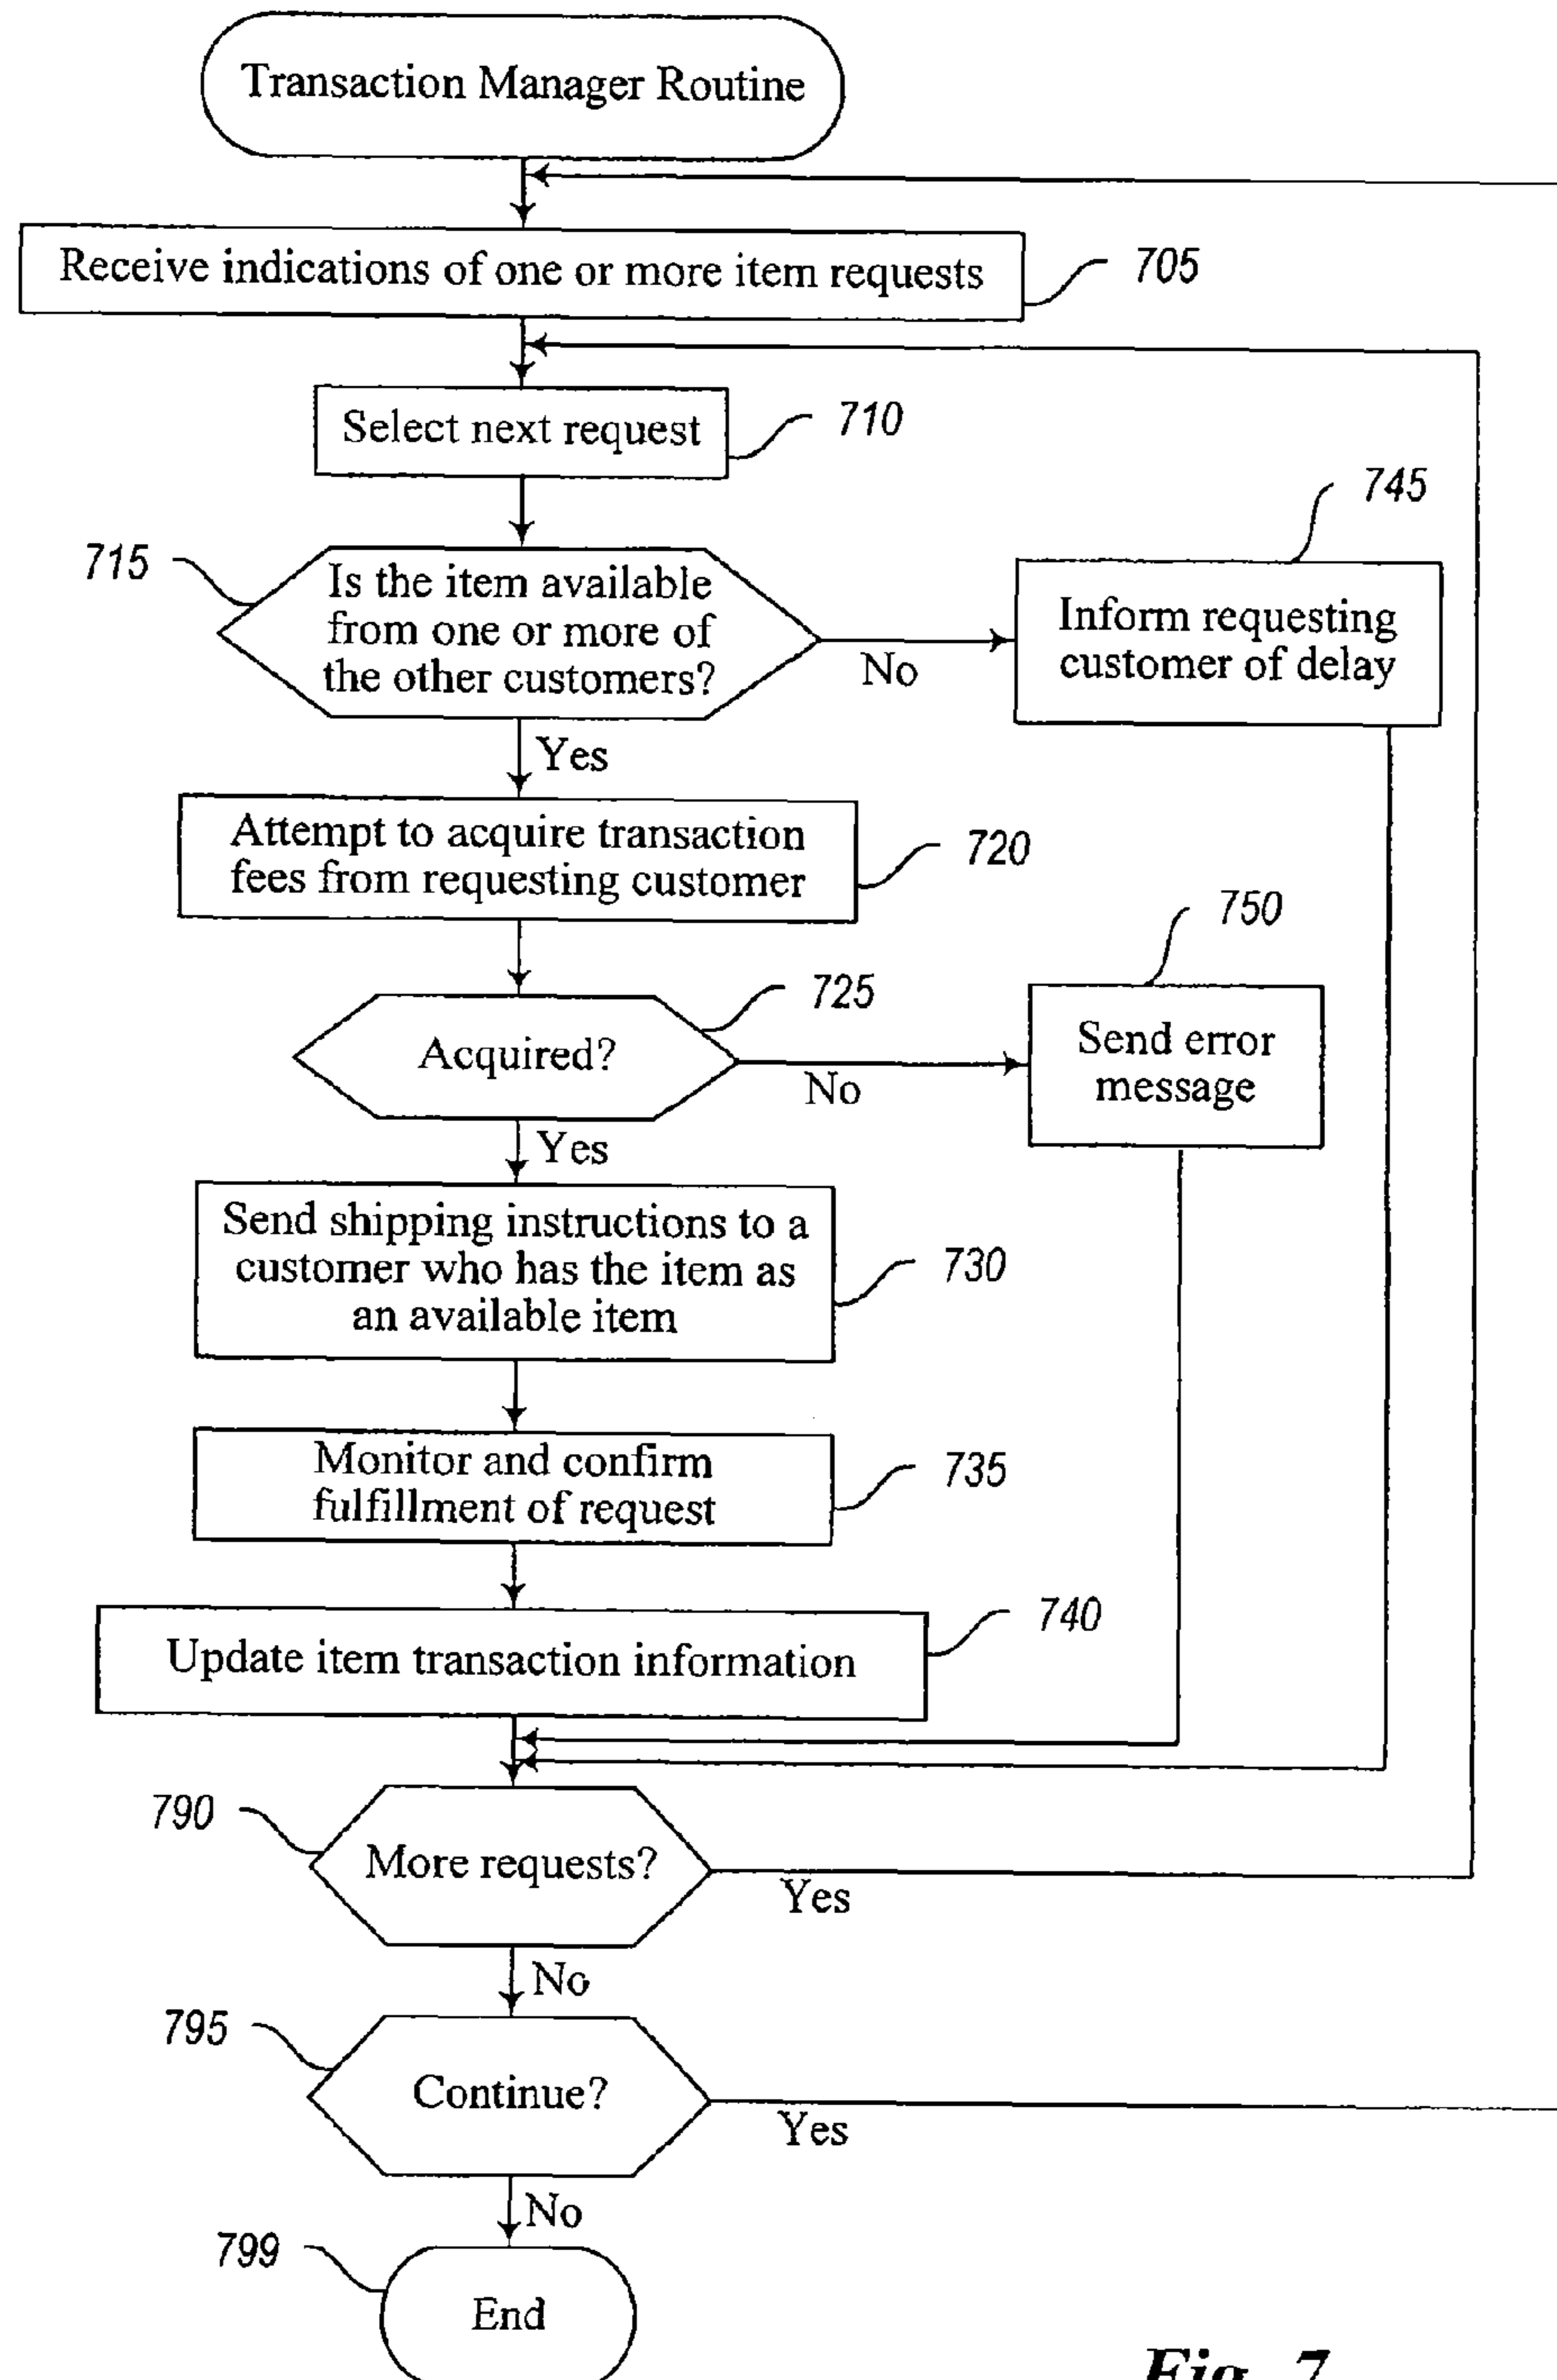 Transaction Manager Routine
Receive indications of one or more item requests
705
Select next request
710
745
715
Is the item available
from one or more of
the other customers?
No
Inform requesting
customer of delay
Yes
Attempt to acquire transaction
fees from requesting customer
720
750
725
Acquired?
No
Send error
message
Yes
Send shipping instructions to a
customer who has the item as
an available item
730
Monitor and confirm
fulfillment of request
735
740
Update item transaction information
790
More requests?
Yes
No
795
Continue?
Yes
No
799
End
Fig. 7